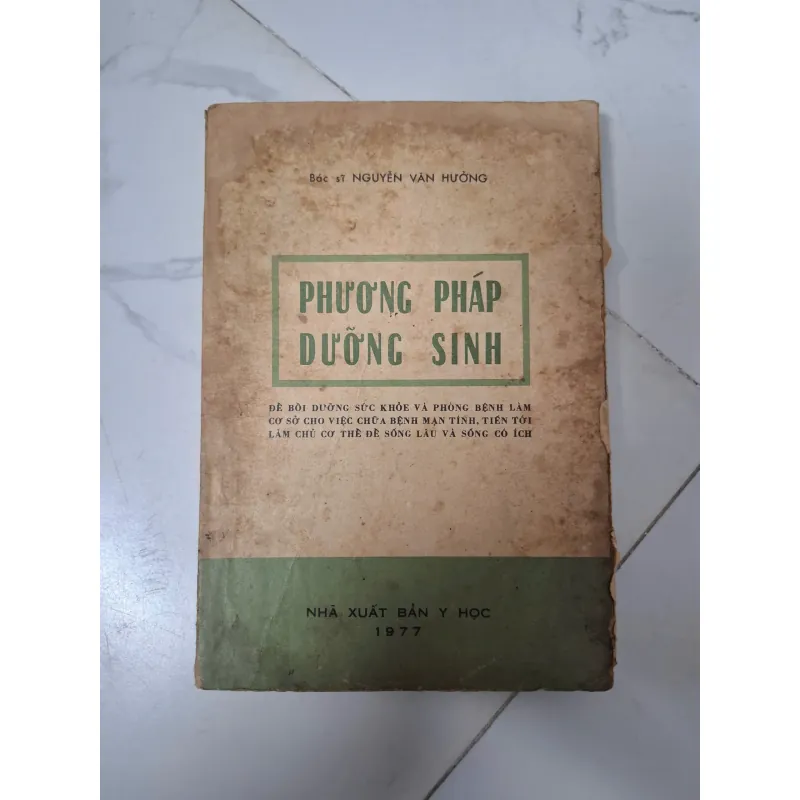 Bác sĩ NGUYỄN VĂN HƯỞNG
PHƯƠNG PHÁP
DƯỠNG SINH
ĐỂ BỒI DƯỠNG SỨC KHỎE VÀ PHÒNG BỆNH LÀM
CƠ SỞ CHO VIỆC CHỮA BỆNH MẠN TÍNH, TIẾN TỚI
LÀM CHỦ CƠ THỂ ĐỂ SỐNG LÂU VÀ SỐNG CÓ ÍCH
NHÀ XUẤT BẢN Y HỌC
1977